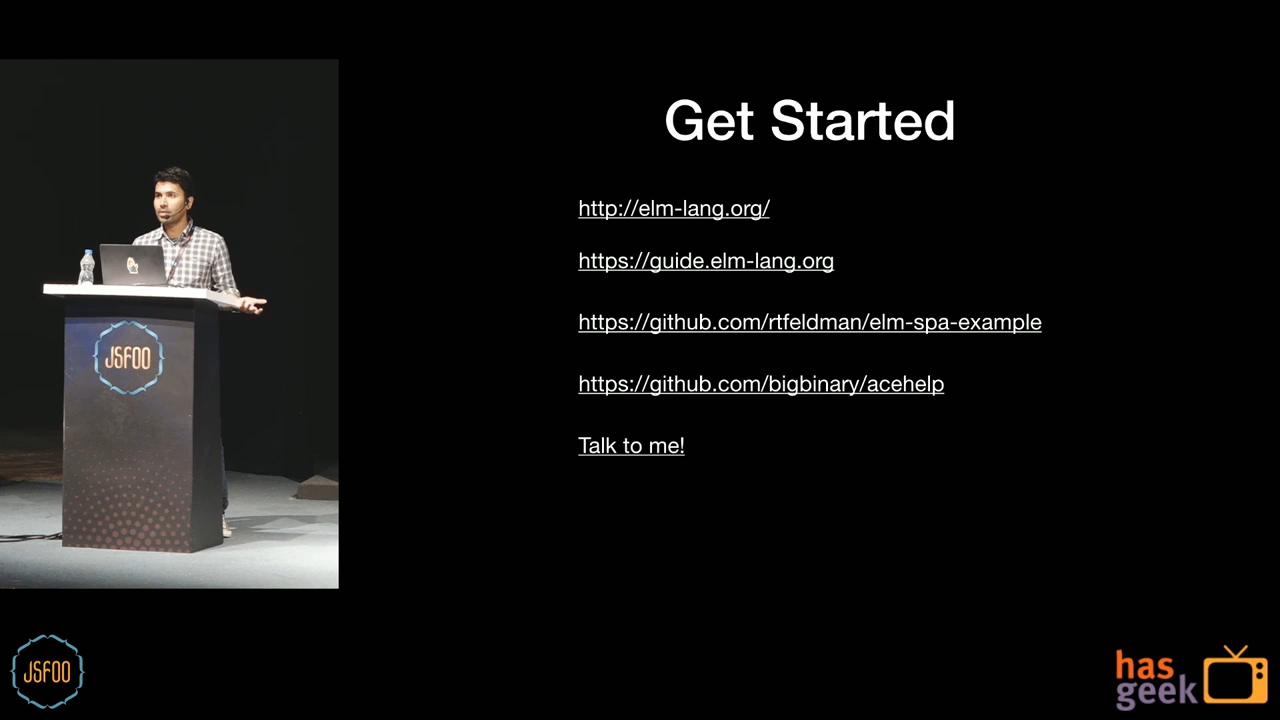 Get Started
http://elm-lang.org/
https://guide.elm-lang.org
https://github.com/rtfeldman/elm-spa-example
https://github.com/bigbinary/acehelp
Talk to me!
JSFOO
JSFOO
has
geek